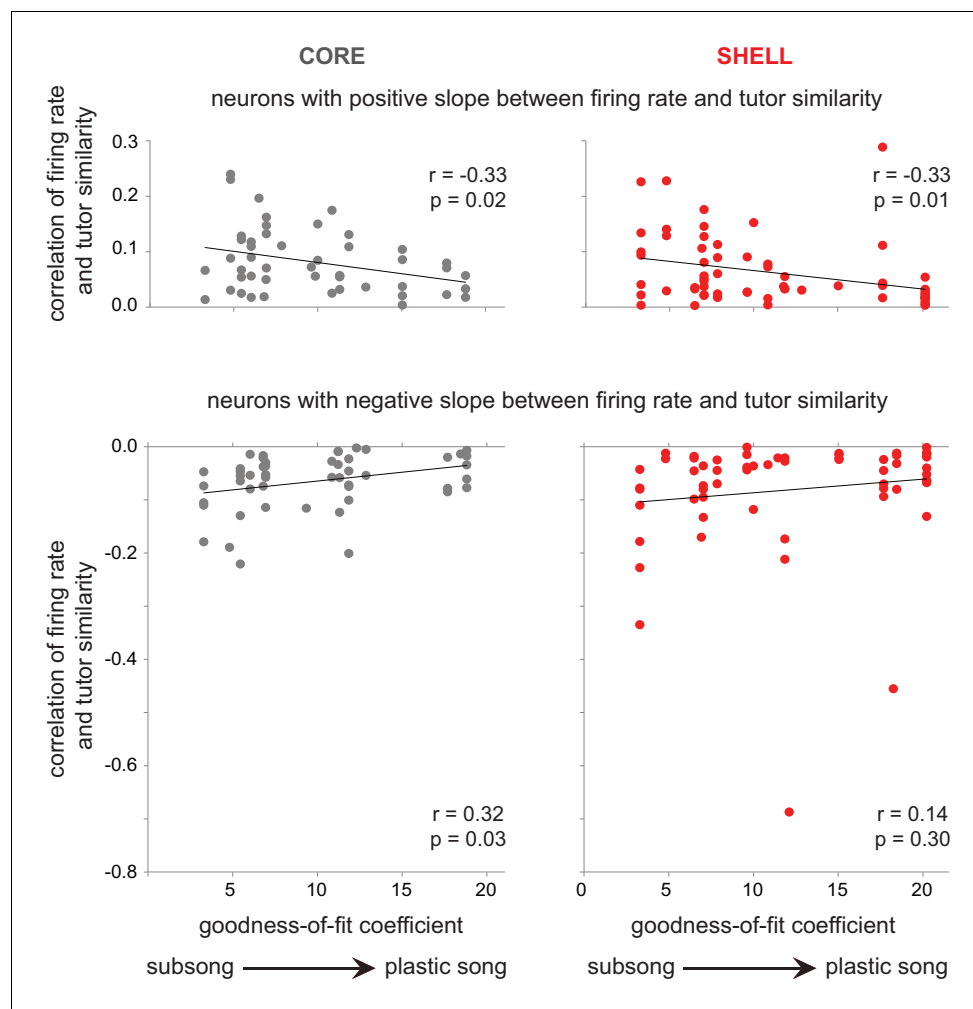 CORE
SHELL
neurons with positive slope between firing rate and tutor similarity
correlation of firing rate
and tutor similarity
0.3
0.2
0.1
0.0
r = -0.33
p = 0.02
r = -0.33
p = 0.01
neurons with negative slope between firing rate and tutor similarity
correlation of firing rate
and tutor similarity
0.0
-0.2
-0.4
-0.6
-0.8
r = 0.32
p = 0.03
r = 0.14
p = 0.30
5 10 15 20
0 5 10 15 20
goodness-of-fit coefficient
goodness-of-fit coefficient
subsong plastic song
subsong plastic song